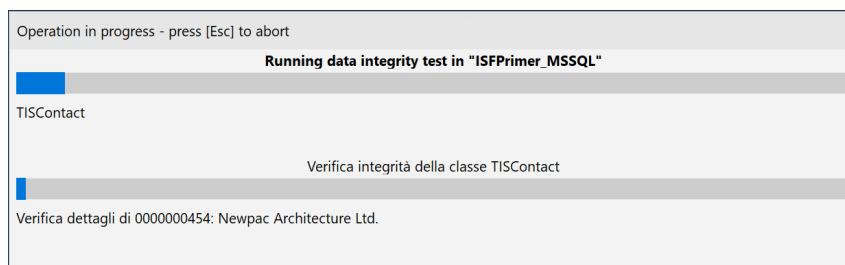 Operation in progress - press [Esc] to abort
Running data integrity test in "ISFPrimer_MSSQL"
TISContact
Verifica integrità della classe TISContact
Verifica dettagli di 0000000454: Newpac Architecture Ltd.